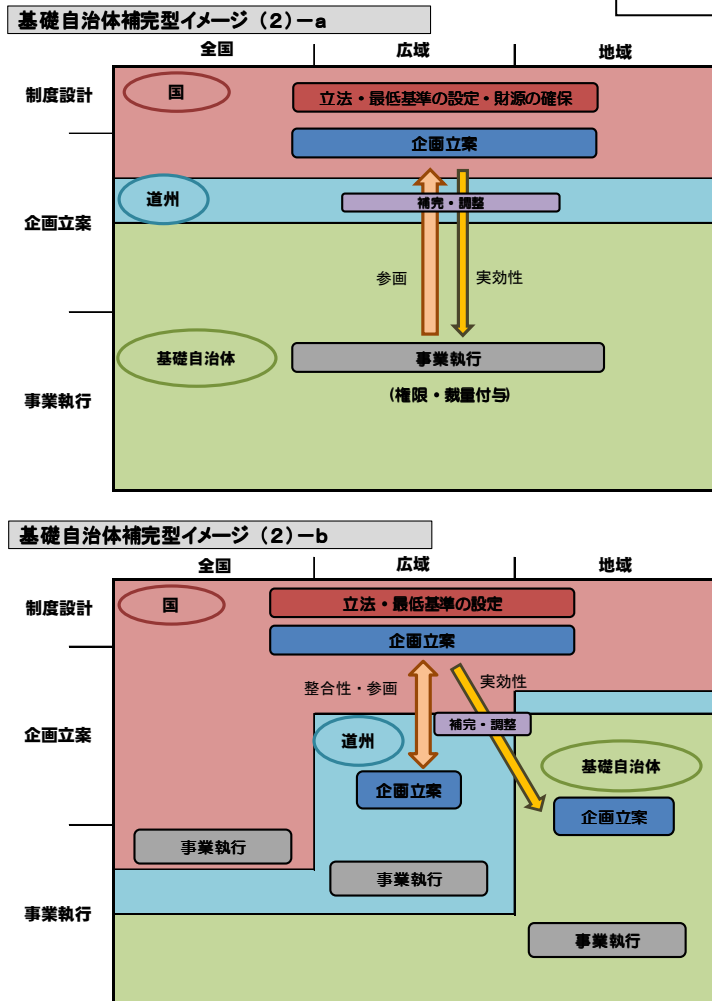 基礎自治体補完型イメージ（2）－a
全国
広域
地域
制度設計
国
立法・最低基準の設定・財源の確保
企画立案
道州
補完・調整
企画立案
参画
実効性
基礎自治体
事業執行
事業執行
(権限・裁量付与)
基礎自治体補完型イメージ（2）－b
全国
広域
地域
制度設計
国
立法・最低基準の設定
企画立案
整合性・参画
実効性
補完・調整
企画立案
道州
基礎自治体
企画立案
企画立案
事業執行
事業執行
事業執行
事業執行